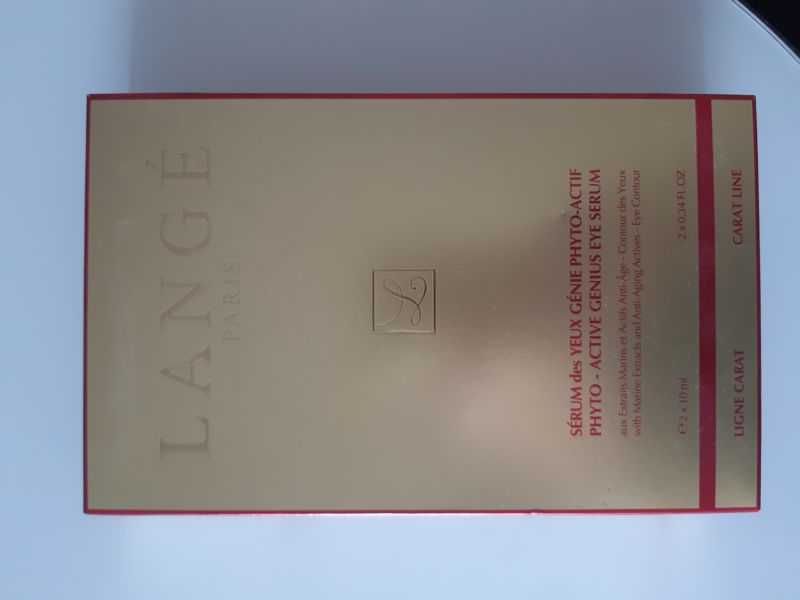 LANGÉ
PARIS
L
SÉRUM des YEUX GÉNIE PHYTO-ACTIF
PHYTO - ACTIVE GENIUS EYE SERUM
aux Extraits Marins et Actifs Anti-Âge - Contour des Yeux
with Marine Extracts and Anti-Aging Actives - Eye Contour
℮ 2 x 10 ml 2 x 0.34 FL.OZ
LIGNE CARAT CARAT LINE